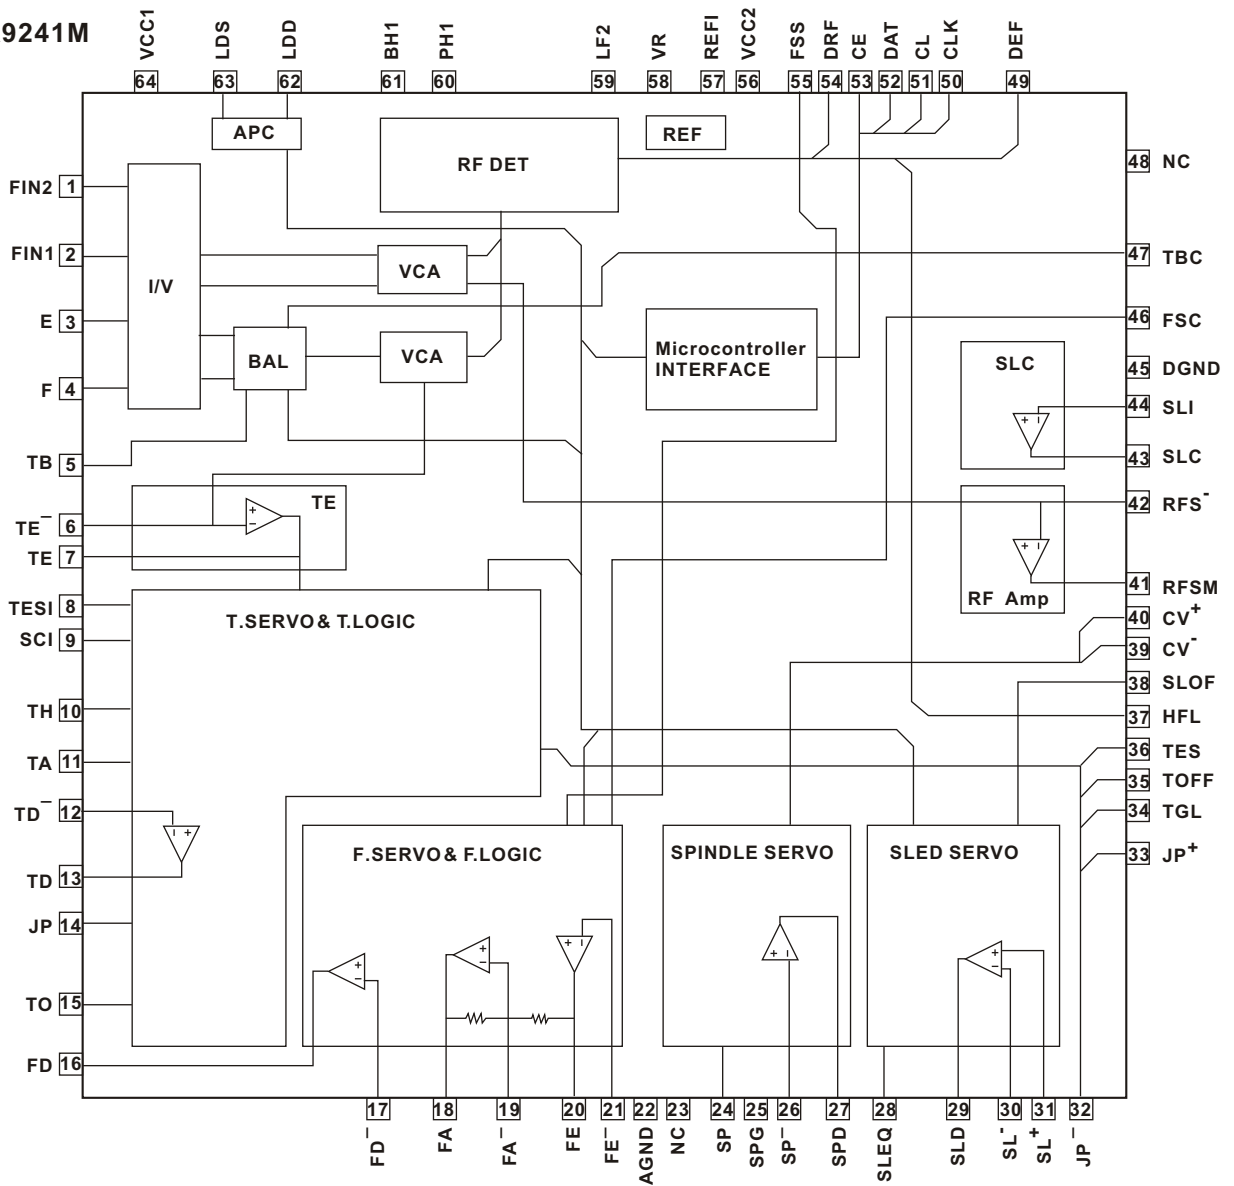 9241M
VCC1
LDS
LDD
BH1
PH1
LF2
VR
REFI
VCC2
FSS
DRF
CE
DAT
CL
CLK
DEF
64
63
62
61
60
59
58
57
56
55
54
53
52
51
50
49
APC
RF DET
REF
FIN2 1
FIN1 2
E 3
F 4
TB 5
TE− 6
TE 7
TESI 8
SCI 9
TH 10
TA 11
TD− 12
TD 13
JP 14
TO 15
FD 16
I/V
VCA
BAL
VCA
Microcontroller
INTERFACE
SLC
+ −
TE
+
−
+ −
RF Amp
T.SERVO & T.LOGIC
− +
F.SERVO & F.LOGIC
SPINDLE SERVO
SLED SERVO
+
−
+
−
+ −
+ −
+
−
48 NC
47 TBC
46 FSC
45 DGND
44 SLI
43 SLC
42 RFS-
41 RFSM
40 CV+
39 CV-
38 SLOF
37 HFL
36 TES
35 TOFF
34 TGL
33 JP+
17
18
19
20
21
22
23
24
25
26
27
28
29
30
31
32
FD−
FA
FA−
FE
FE−
AGND
NC
SP
SPG
SP−
SPD
SLEQ
SLD
SL-
SL+
JP−